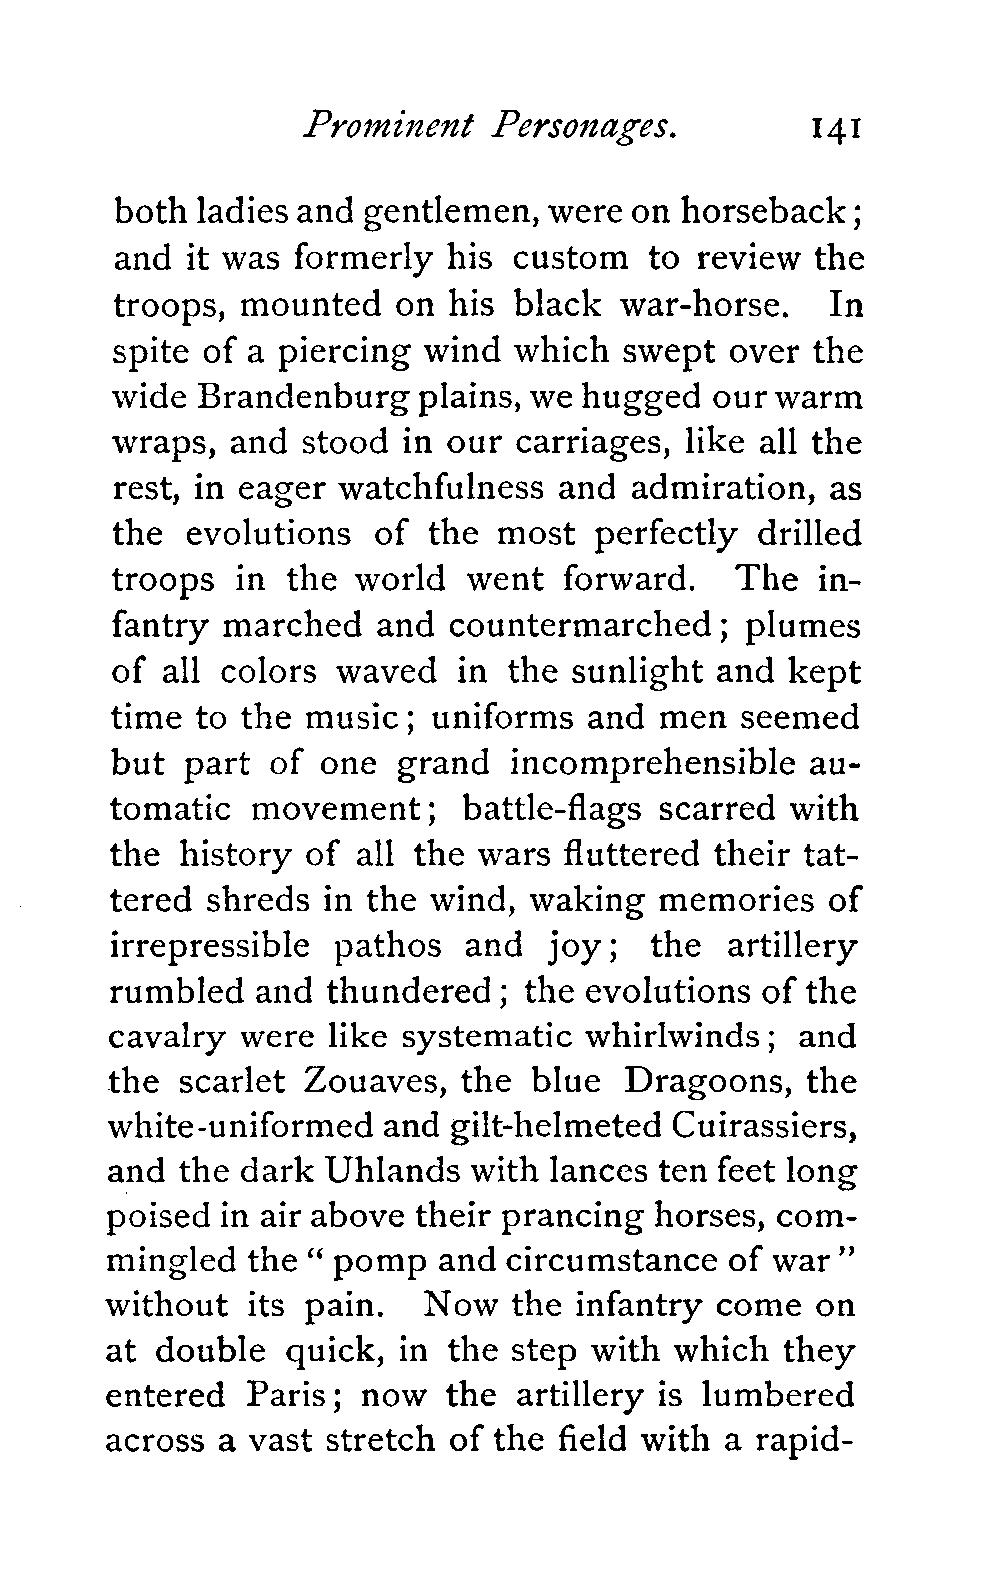 Prominent Personages. 141
both ladies and gentlemen, were on horseback;
and it was formerly his custom to review the
troops, mounted on his black war-horse. In
spite of a piercing wind which swept over the
wide Brandenburg plains, we hugged our warm
wraps, and stood in our carriages, like all the
rest, in eager watchfulness and admiration, as
the evolutions of the most perfectly drilled
troops in the world went forward. The in-
fantry marched and countermarched; plumes
of all colors waved in the sunlight and kept
time to the music; uniforms and men seemed
but part of one grand incomprehensible au-
tomatic movement; battle-flags scarred with
the history of all the wars fluttered their tat-
tered shreds in the wind, waking memories of
irrepressible pathos and joy; the artillery
rumbled and thundered; the evolutions of the
cavalry were like systematic whirlwinds; and
the scarlet Zouaves, the blue Dragoons, the
white-uniformed and gilt-helmeted Cuirassiers,
and the dark Uhlands with lances ten feet long
poised in air above their prancing horses, com-
mingled the “ pomp and circumstance of war ”
without its pain. Now the infantry come on
at double quick, in the step with which they
entered Paris; now the artillery is lumbered
across a vast stretch of the field with a rapid-